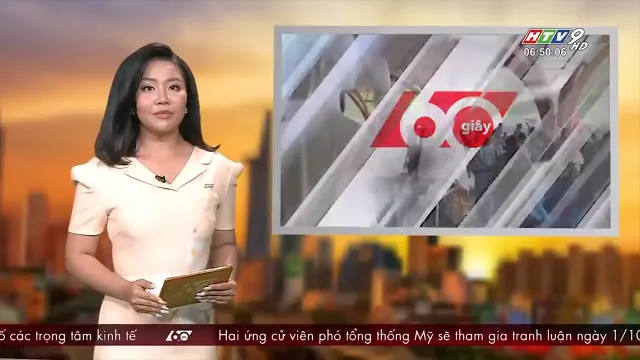 HTV9 HD
06:50:06
60 giây
ố các trọng tâm kinh tế 60 Hai ứng cử viên phó tổng thống Mỹ sẽ tham gia tranh luận ngày 1/10